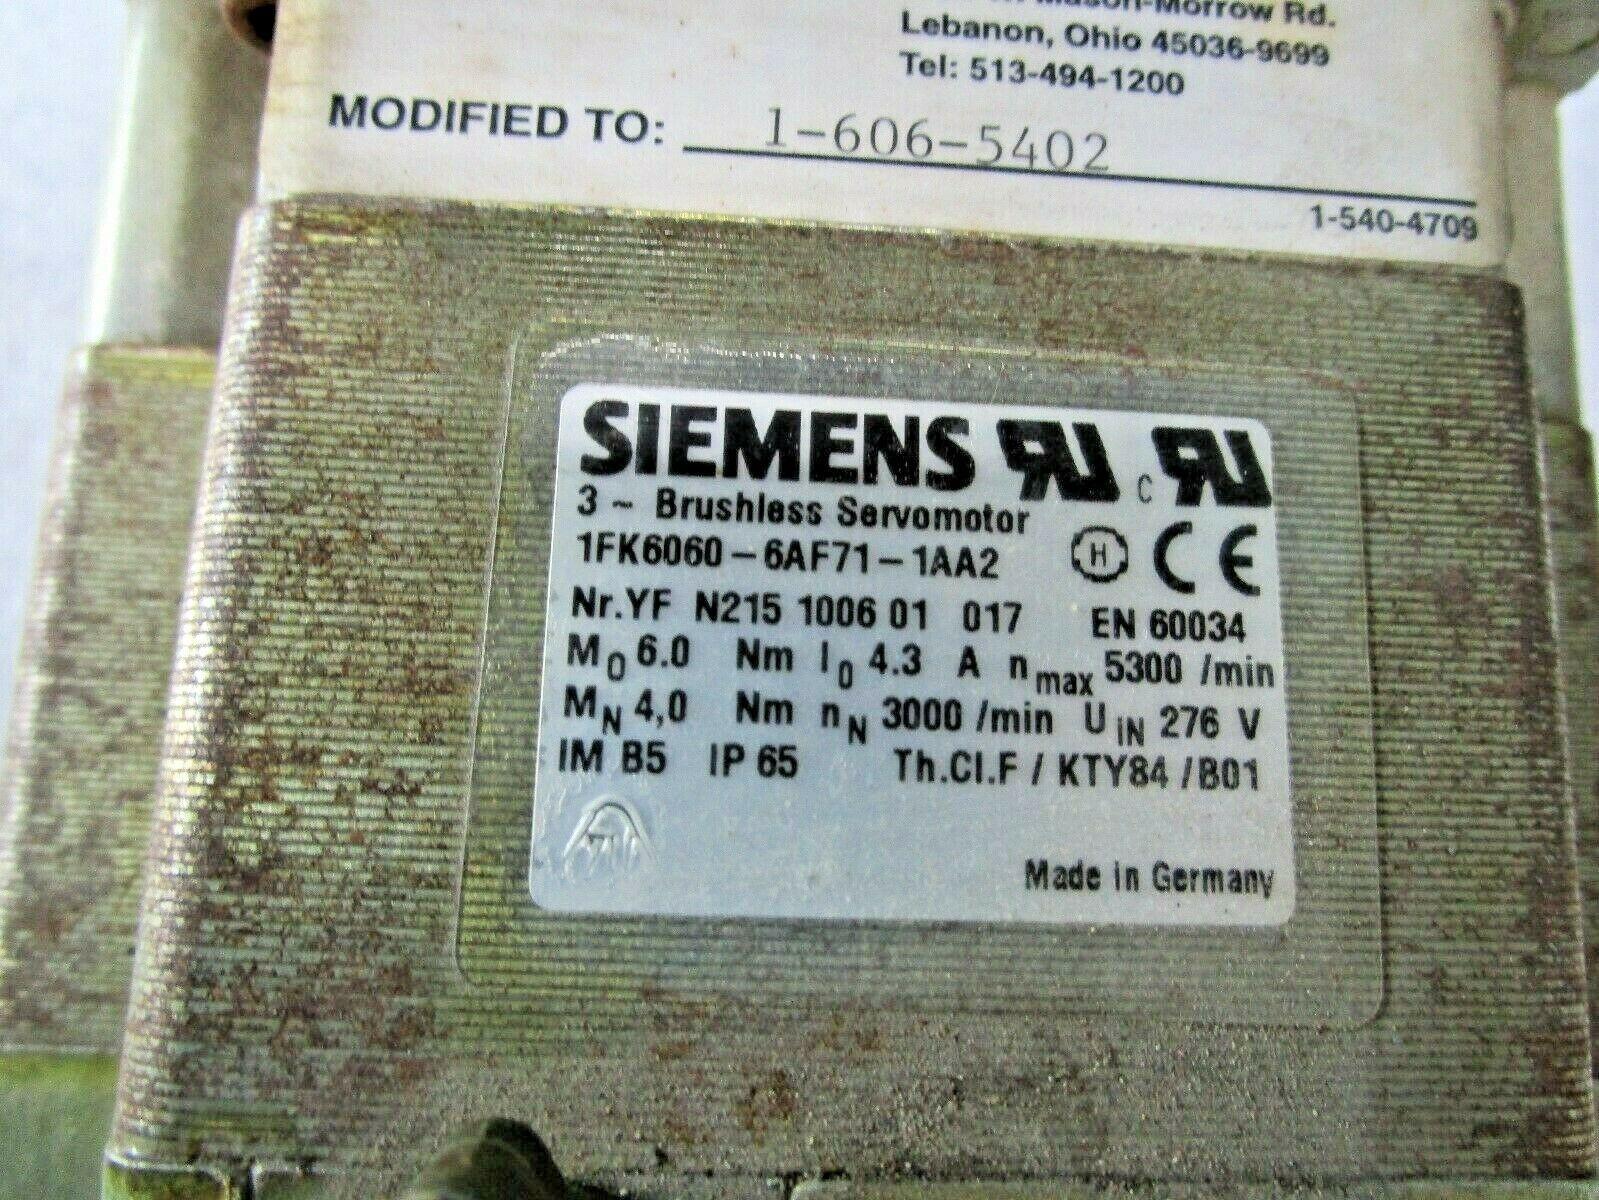 Mason-Morrow Rd.
Lebanon, Ohio 45036-9699
Tel: 513-494-1200
MODIFIED TO: 1-606-5402
1-540-4709
SIEMENS
c
3 ~ Brushless Servomotor
1FK6060-6AF71-1AA2 H CE
Nr.YF N215 1006 01 017 EN 60034
M0 6.0 Nm I0 4.3 A nmax 5300 /min
MN 4,0 Nm nN 3000 /min UIN 276 V
IM B5 IP 65 Th.Cl.F / KTY84 /B01
Made in Germany